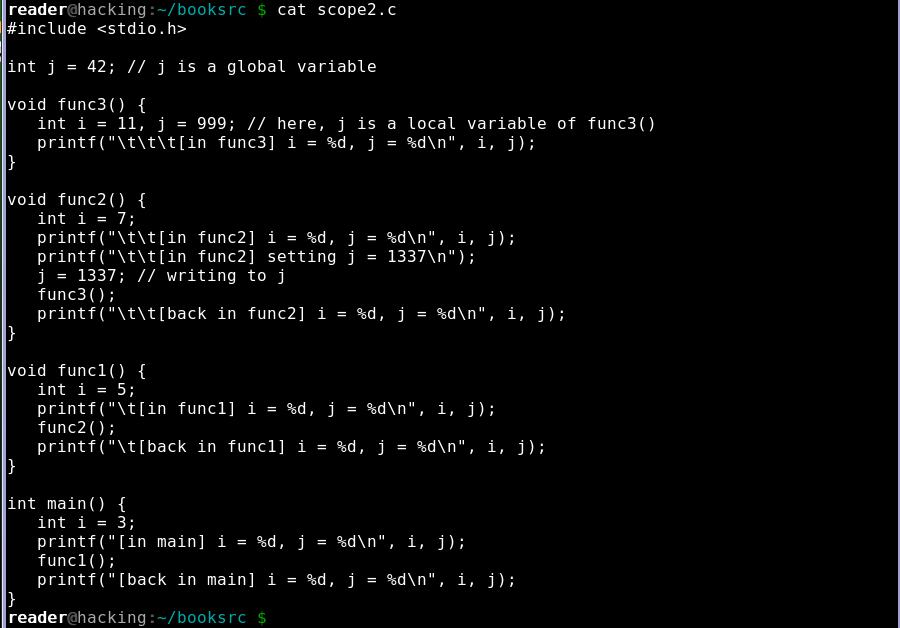 reader@hacking:~/booksrc $ cat scope2.c
#include <stdio.h>

int j = 42; // j is a global variable

void func3() {
   int i = 11, j = 999; // here, j is a local variable of func3()
   printf("\t\t\t[in func3] i = %d, j = %d\n", i, j);
}

void func2() {
   int i = 7;
   printf("\t\t[in func2] i = %d, j = %d\n", i, j);
   printf("\t\t[in func2] setting j = 1337\n");
   j = 1337; // writing to j
   func3();
   printf("\t\t[back in func2] i = %d, j = %d\n", i, j);
}

void func1() {
   int i = 5;
   printf("\t[in func1] i = %d, j = %d\n", i, j);
   func2();
   printf("\t[back in func1] i = %d, j = %d\n", i, j);
}

int main() {
   int i = 3;
   printf("[in main] i = %d, j = %d\n", i, j);
   func1();
   printf("[back in main] i = %d, j = %d\n", i, j);
}
reader@hacking:~/booksrc $